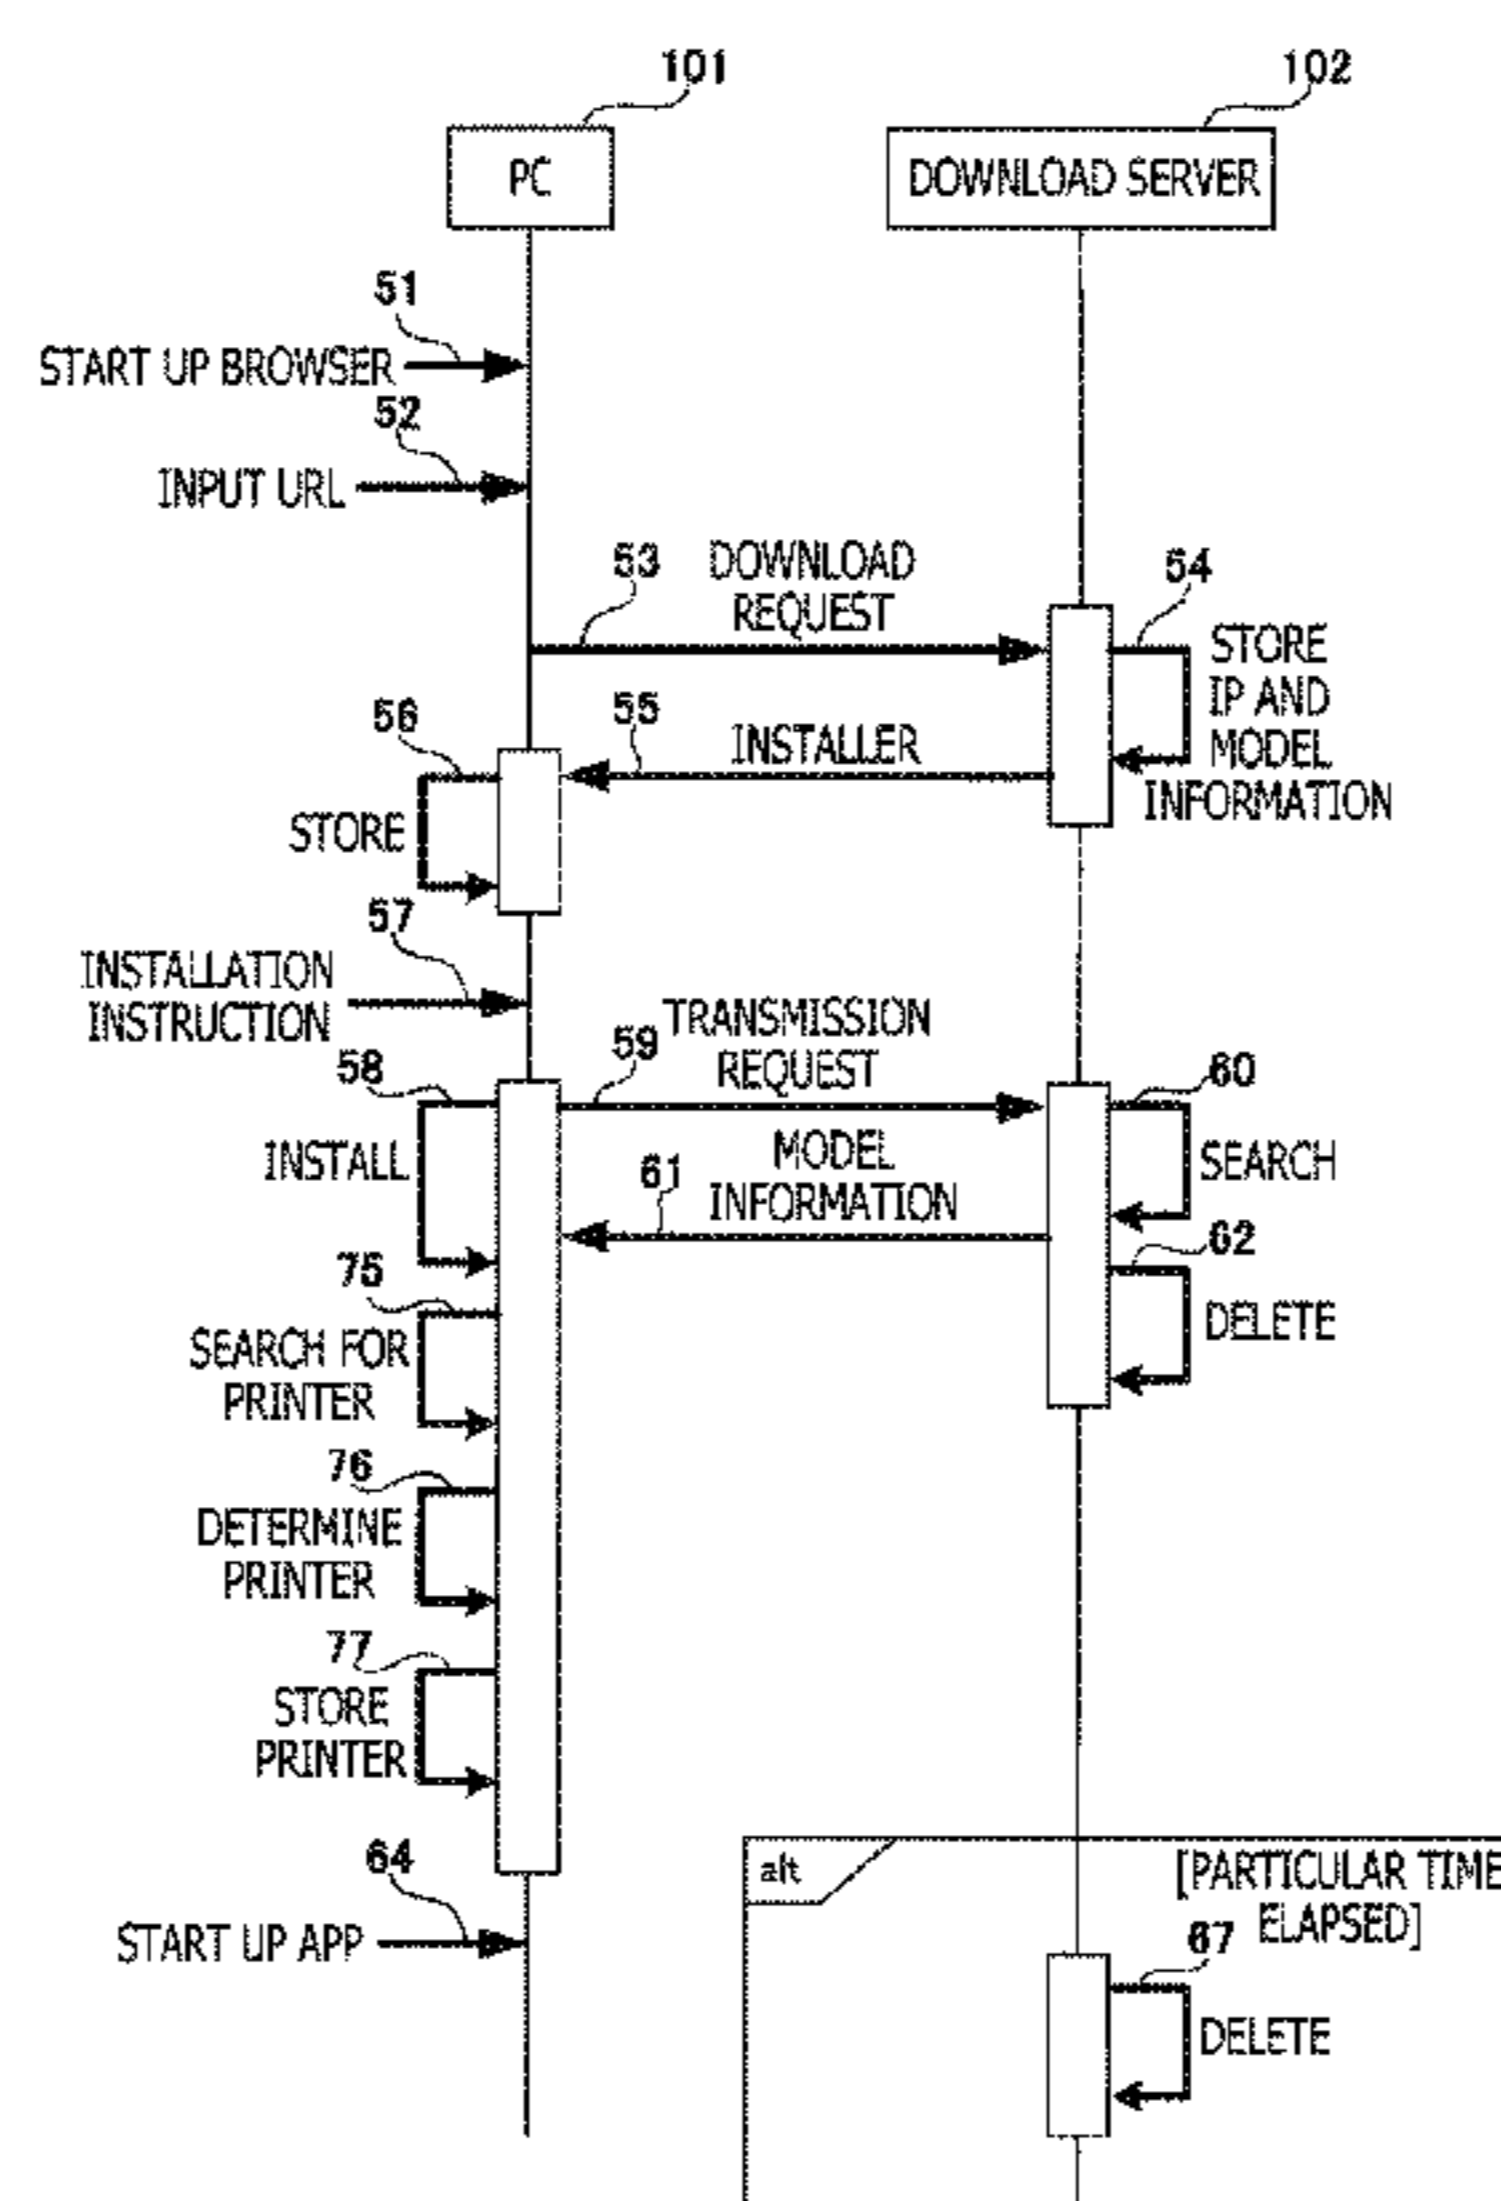 101
102
PC
DOWNLOAD SERVER
51
START UP BROWSER
52
INPUT URL
53
DOWNLOAD
REQUEST
54
STORE
IP AND
MODEL
INFORMATION
55
INSTALLER
56
STORE
57
INSTALLATION
INSTRUCTION
58
INSTALL
59
TRANSMISSION
REQUEST
60
SEARCH
61
MODEL
INFORMATION
62
DELETE
75
SEARCH FOR
PRINTER
76
DETERMINE
PRINTER
77
STORE
PRINTER
64
START UP APP
alt
[PARTICULAR TIME
ELAPSED]
67
DELETE